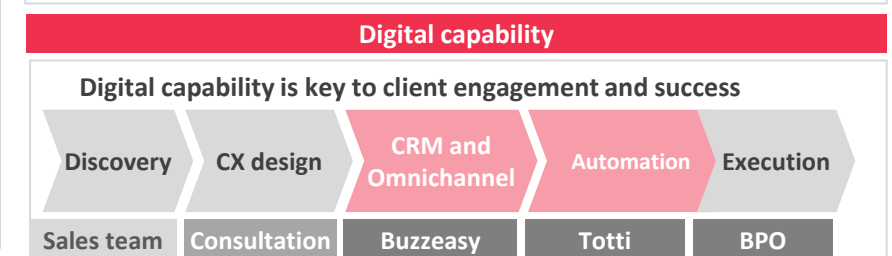 Digital capability
Digital capability is key to client engagement and success
Discovery
CX design
CRM and
Omnichannel
Automation
Execution
Sales team
Consultation
Buzzeasy
Totti
BPO